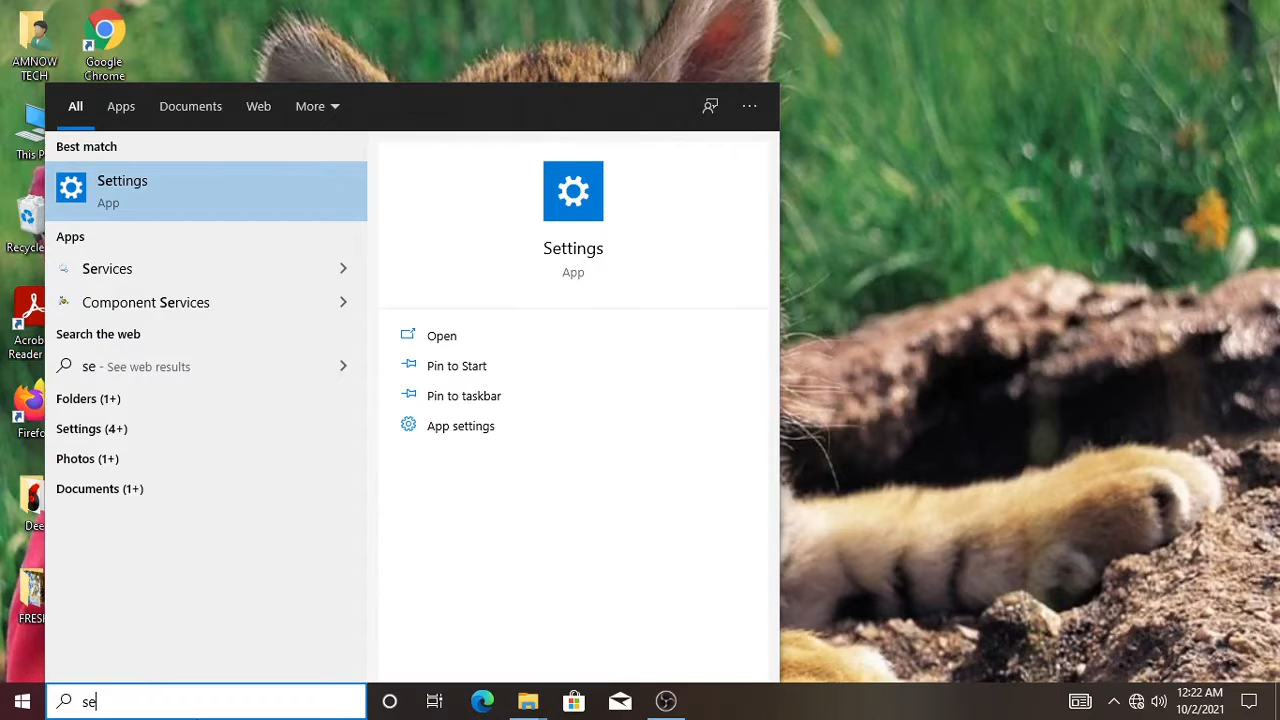 AMNOW
TECH
Google
Chrome
This P
Recycle
Acrob
Reader
Firefo
Dee
FRESH
All Apps Documents Web More ...
Best match
Settings
App
Apps
Services
Component Services
Search the web
se - See web results
Folders (1+)
Settings (4+)
Photos (1+)
Documents (1+)
Settings
App
Open
Pin to Start
Pin to taskbar
App settings
se
12:22 AM
10/2/2021